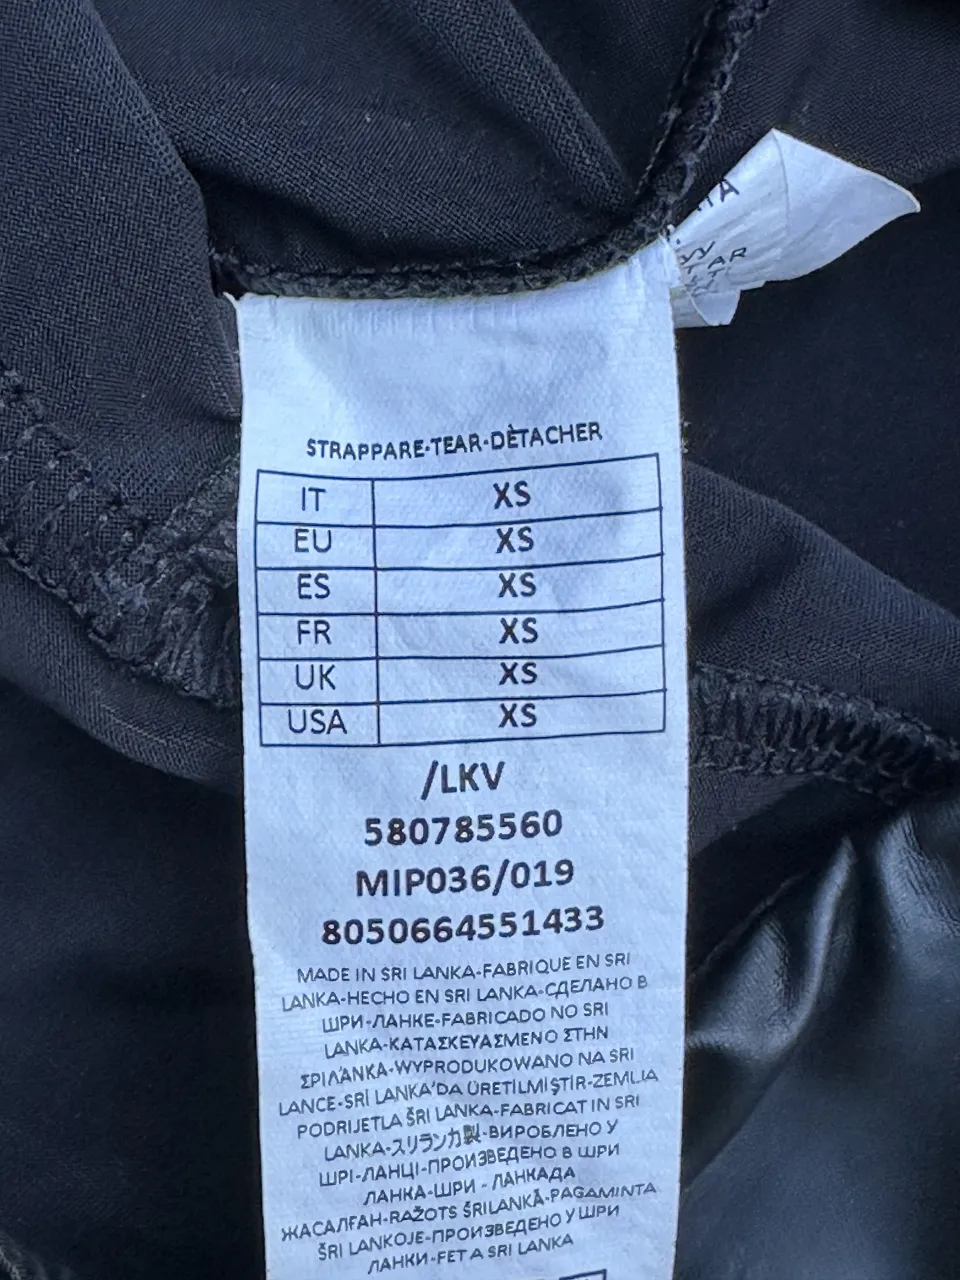 STRAPPARE-TEAR-DÈTACHER
IT XS
EU XS
ES XS
FR XS
UK XS
USA XS
/LKV
580785560
MIP036/019
8050664551433
MADE IN SRI LANKA-FABRIQUE EN SRI
LANKA-HECHO EN SRI LANKA-СДЕЛАНО В
ШРИ-ЛАНКЕ-FABRICADO NO SRI
LANKA-ΚΑΤΑΣΚΕΥΑΣΜΕΝΟ ΣΤΗΝ
ΣΡΙ ΛΆΝΚΑ-WYPRODUKOWANO NA SRI
LANCE-SRİ LANKA'DA ÜRETİLMİŞTİR-ZEMLJA
PODRIJETLA ŠRI LANKA-FABRICAT IN SRI
LANKA-スリランカ製-ВИРОБЛЕНО У
ШРІ-ЛАНЦІ-ПРОИЗВЕДЕНО В ШРИ
ЛАНКА-ШРИ - ЛАНКАДА
ЖАСАЛҒАН-RAŽOTS ŠRILANKĀ-PAGAMINTA
ŠRI LANKOJE-ПРОИЗВЕДЕНО У ШРИ
ЛАНКИ-FET A SRI LANKA